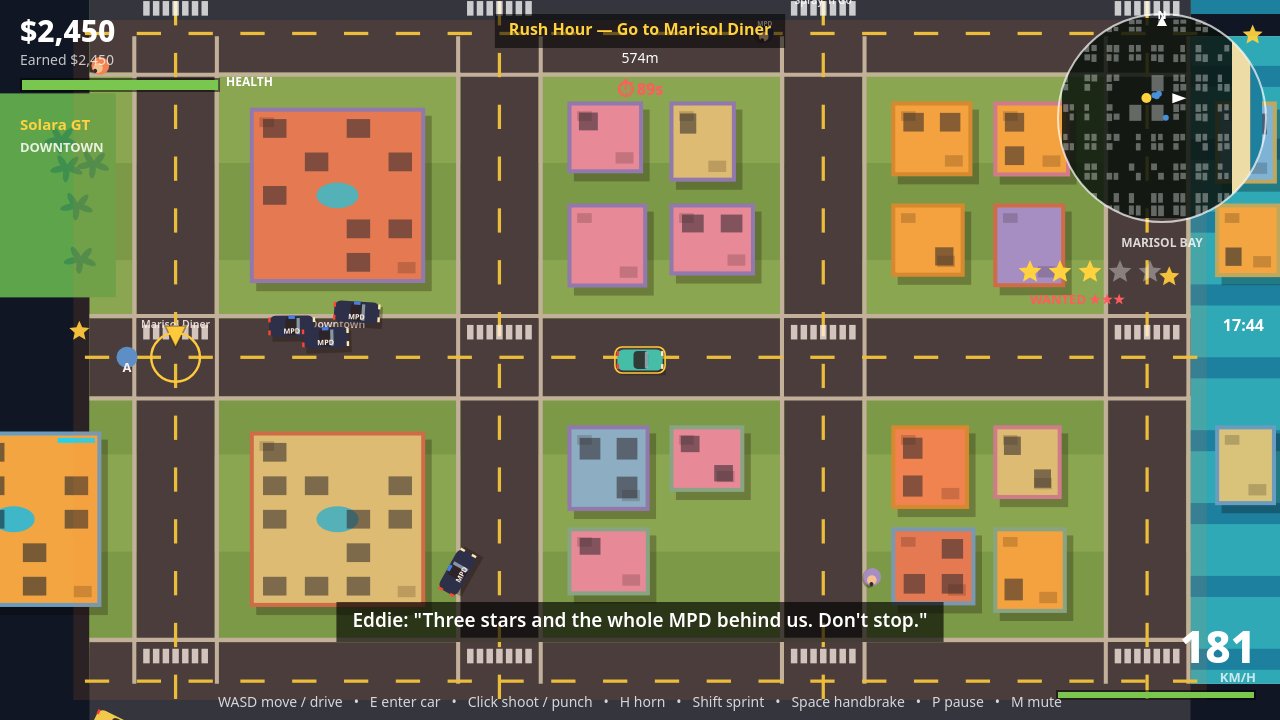 $2,450
Earned $2,450
HEALTH
Solara GT
DOWNTOWN
Rush Hour — Go to Marisol Diner
574m
89s
MPD
N
MARISOL BAY
WANTED ★★★
17:44
Marisol Diner
A
MPD
MPD
MPD
MPD
Eddie: "Three stars and the whole MPD behind us. Don't stop."
181
KM/H
WASD move / drive • E enter car • Click shoot / punch • H horn • Shift sprint • Space handbrake • P pause • M mute